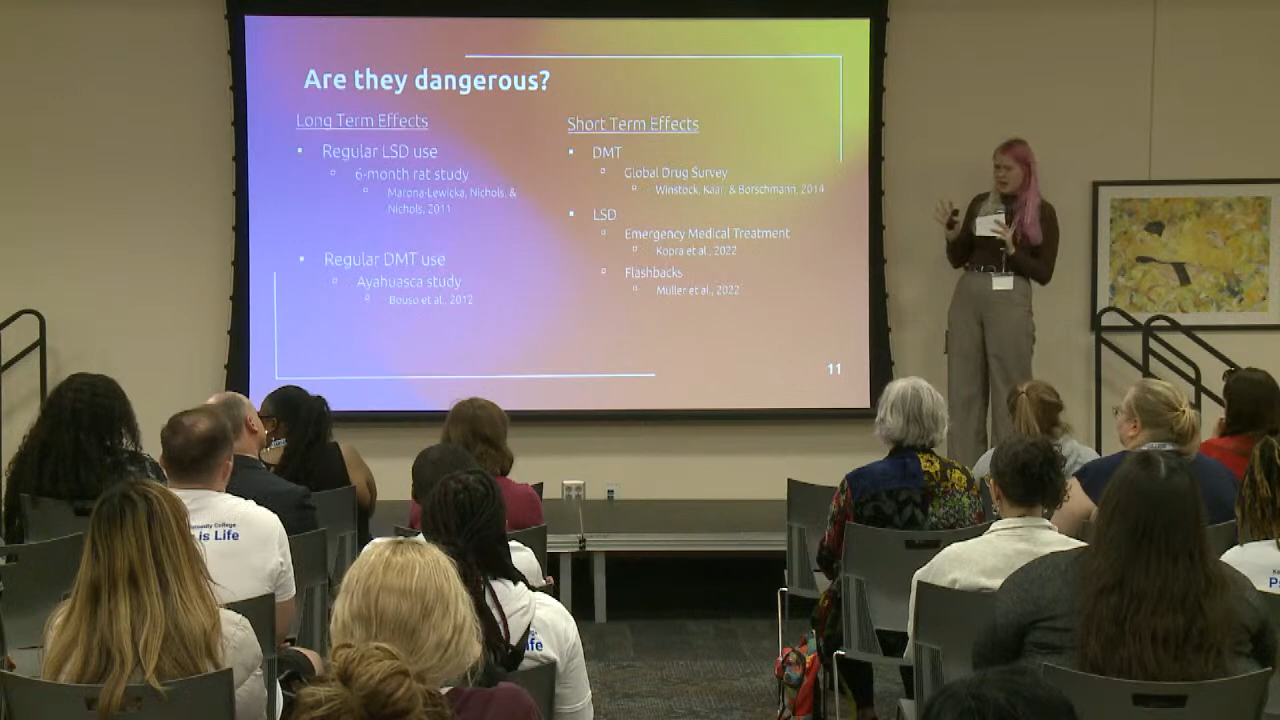 Are they dangerous?
Long Term Effects
Regular LSD use
6-month rat study
Marona-Lewicka, Nichols, &
Nichols, 2011
Regular DMT use
Ayahuasca study
Bouso et al., 2012
Short Term Effects
DMT
Global Drug Survey
Winstock, Kaar, & Borschmann, 2014
LSD
Emergency Medical Treatment
Kopra et al., 2022
Flashbacks
Müller et al., 2022
11
College
is Life